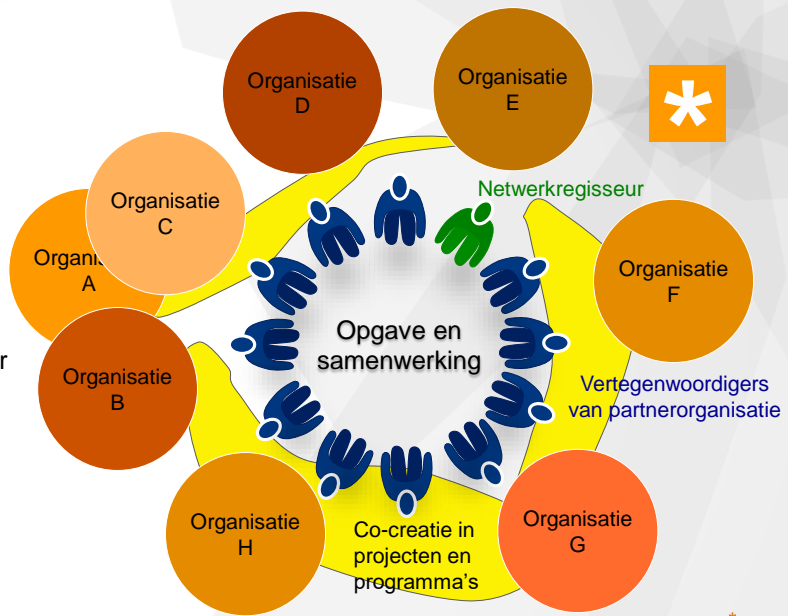 Organisatie
D
Organisatie
E
Netwerkregisseur
Organisatie
C
A
Organisatie
F
Opgave en
samenwerking
Organisatie
B
Vertegenwoordigers
van partnerorganisatie
Organisatie
H
Co-creatie in
projecten en
programma's
Organisatie
G